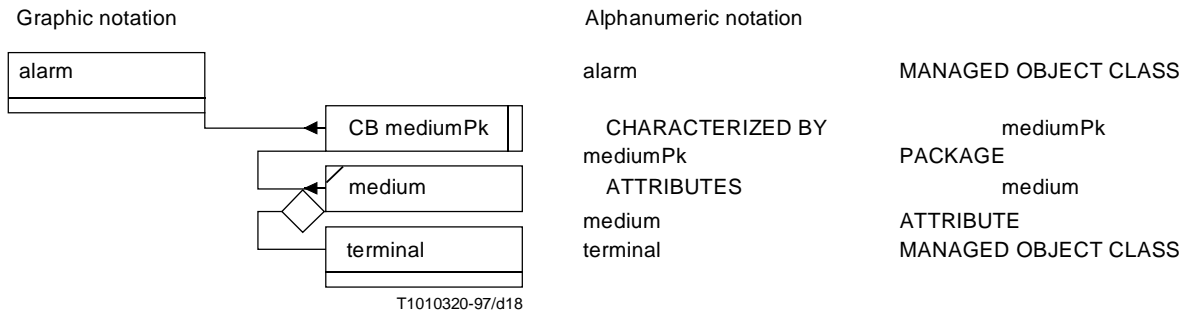 Graphic notation
Alphanumeric notation
alarm
CB mediumPk
medium
terminal
T1010320-97/d18
alarm MANAGED OBJECT CLASS
CHARACTERIZED BY mediumPk
mediumPk PACKAGE
ATTRIBUTES medium
medium ATTRIBUTE
terminal MANAGED OBJECT CLASS